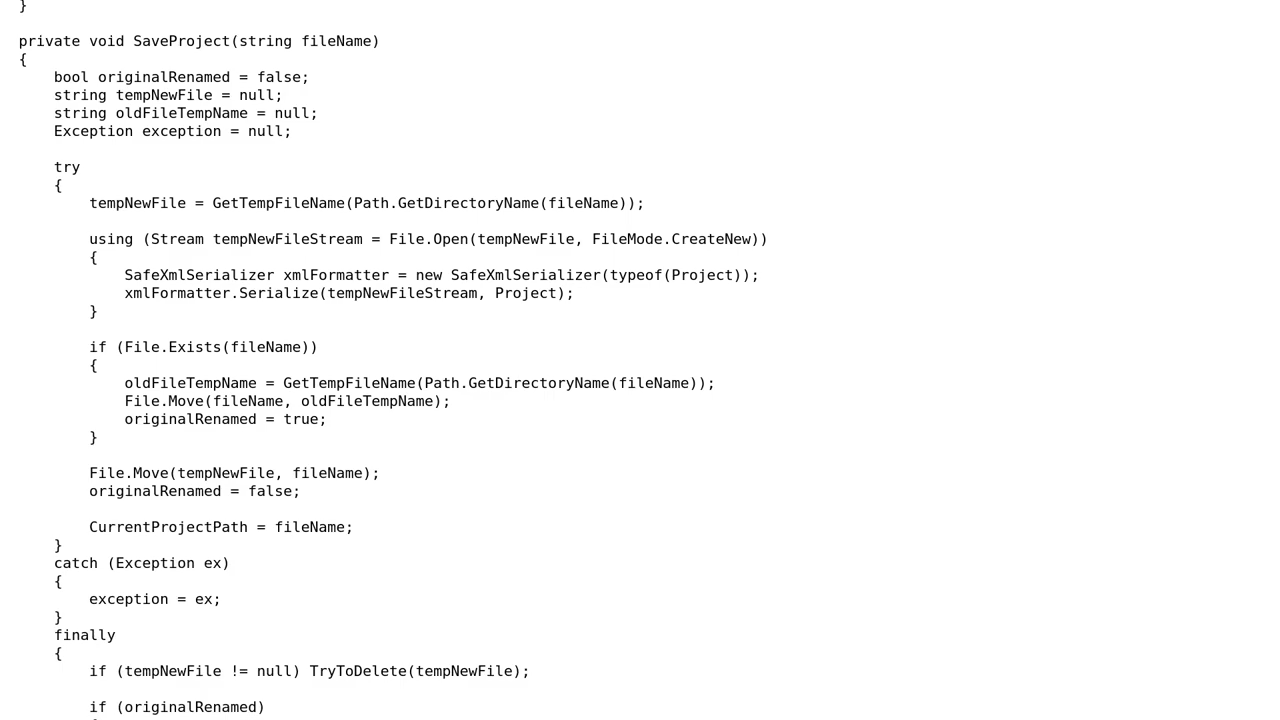 }
private void SaveProject(string fileName)
{
    bool originalRenamed = false;
    string tempNewFile = null;
    string oldFileTempName = null;
    Exception exception = null;

    try
    {
        tempNewFile = GetTempFileName(Path.GetDirectoryName(fileName));

        using (Stream tempNewFileStream = File.Open(tempNewFile, FileMode.CreateNew))
        {
            SafeXmlSerializer xmlFormatter = new SafeXmlSerializer(typeof(Project));
            xmlFormatter.Serialize(tempNewFileStream, Project);
        }

        if (File.Exists(fileName))
        {
            oldFileTempName = GetTempFileName(Path.GetDirectoryName(fileName));
            File.Move(fileName, oldFileTempName);
            originalRenamed = true;
        }

        File.Move(tempNewFile, fileName);
        originalRenamed = false;

        CurrentProjectPath = fileName;
    }
    catch (Exception ex)
    {
        exception = ex;
    }
    finally
    {
        if (tempNewFile != null) TryToDelete(tempNewFile);

        if (originalRenamed)
        {